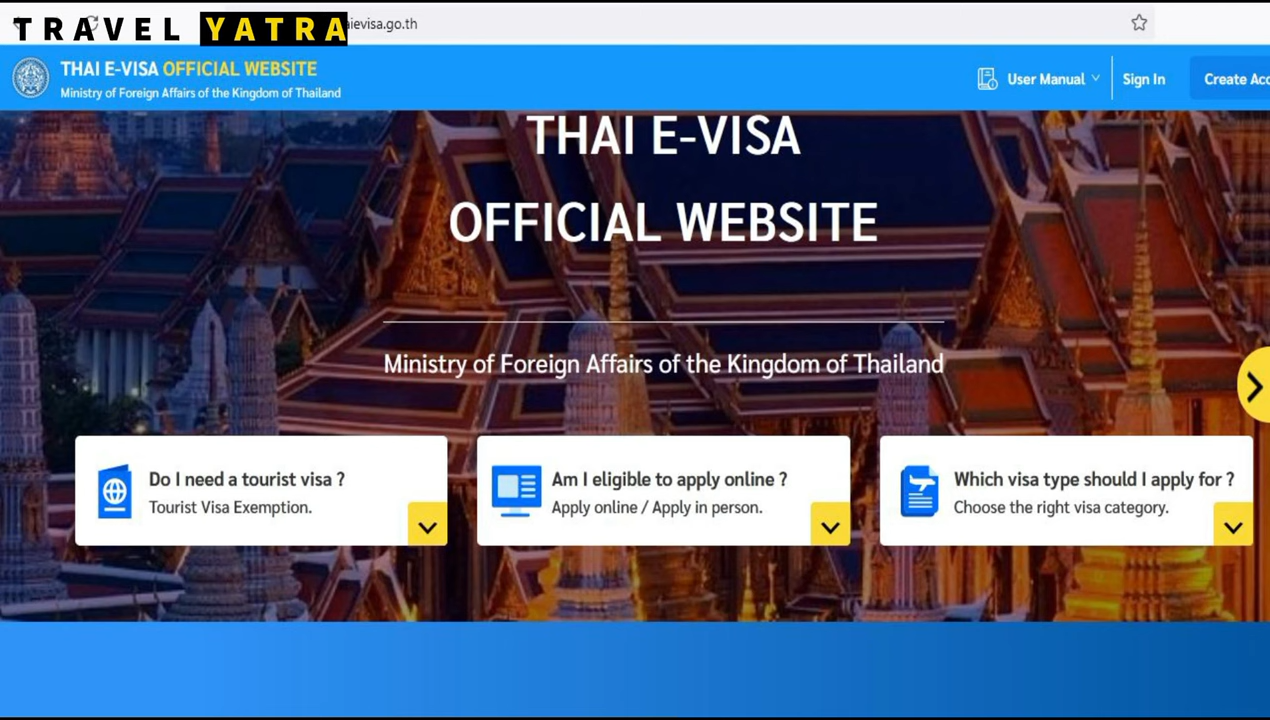 TRAVEL YATRA
aievisa.go.th
THAI E-VISA OFFICIAL WEBSITE
Ministry of Foreign Affairs of the Kingdom of Thailand
User Manual
Sign In
Create Acc
THAI E-VISA
OFFICIAL WEBSITE
Ministry of Foreign Affairs of the Kingdom of Thailand
Do I need a tourist visa ?
Tourist Visa Exemption.
Am I eligible to apply online ?
Apply online / Apply in person.
Which visa type should I apply for ?
Choose the right visa category.